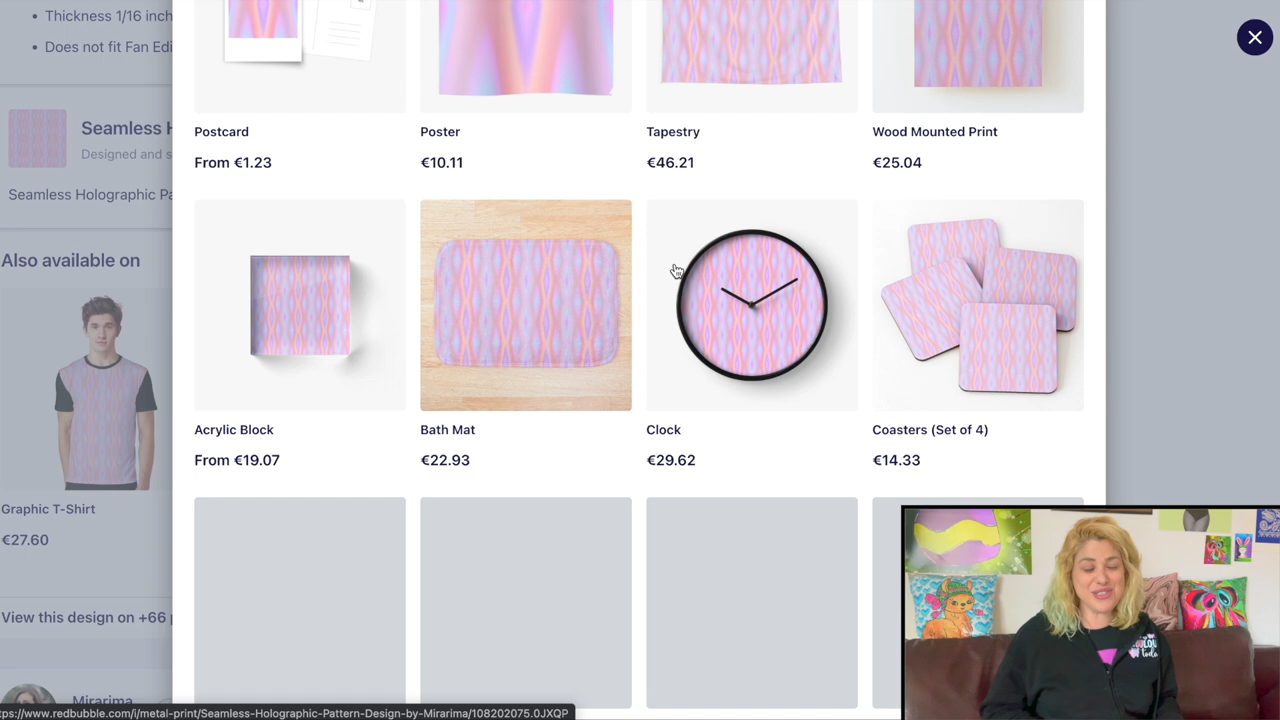 Thickness 1/16 inch
Does not fit Fan Edi
Seamless H
Designed and s
Seamless Holographic Pa
Also available on
Graphic T-Shirt
€27.60
View this design on +66 p
Mirarima
Postcard
From €1.23
Poster
€10.11
Tapestry
€46.21
Wood Mounted Print
€25.04
Acrylic Block
From €19.07
Bath Mat
€22.93
Clock
€29.62
Coasters (Set of 4)
€14.33
tps://www.redbubble.com/i/metal-print/Seamless-Holographic-Pattern-Design-by-Mirarima/108202075.0JXQP